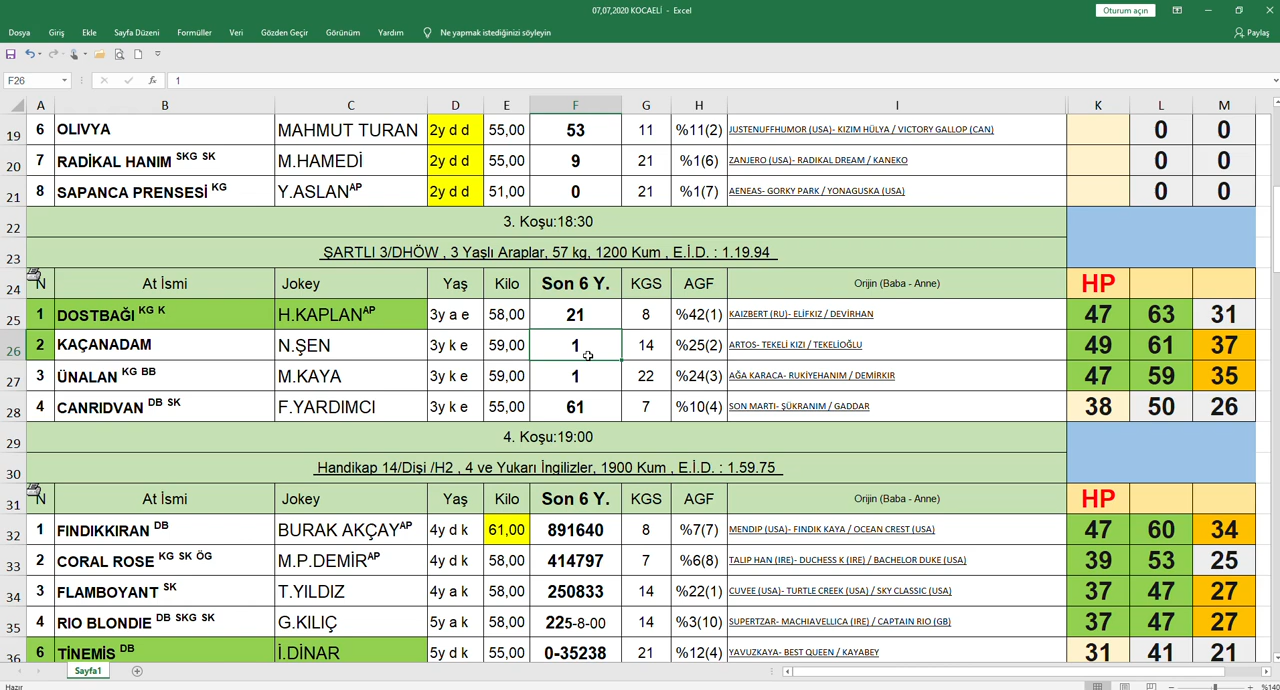 07,07,2020 KOCAELİ - Excel
Oturum açın
Dosya Giriş Ekle Sayfa Düzeni Formüller Veri Gözden Geçir Görünüm Yardım Ne yapmak istediğinizi söyleyin Paylaş
F26 fx 1
A B C D E F G H I K L M
19 6 OLIVYA MAHMUT TURAN 2y d d 55,00 53 11 %11(2) JUSTENUFFHUMOR (USA)- KIZIM HÜLYA / VICTORY GALLOP (CAN) 0 0
20 7 RADİKAL HANIM SKG SK M.HAMEDİ 2y d d 55,00 9 21 %1(6) ZANJERO (USA)- RADIKAL DREAM / KANEKO 0 0
21 8 SAPANCA PRENSESİ KG Y.ASLAN AP 2y d d 51,00 0 21 %1(7) AENEAS- GORKY PARK / YONAGUSKA (USA) 0 0
22 3. Koşu:18:30
23 ŞARTLI 3/DHÖW , 3 Yaşlı Araplar, 57 kg, 1200 Kum , E.İ.D. : 1.19.94
24 N At İsmi Jokey Yaş Kilo Son 6 Y. KGS AGF Orijin (Baba - Anne) HP
25 1 DOSTBAĞI KG K H.KAPLAN AP 3y a e 58,00 21 8 %42(1) KAIZBERT (RU)- ELİFKIZ / DEVİRHAN 47 63 31
26 2 KAÇANADAM N.ŞEN 3y k e 59,00 1 14 %25(2) ARTOS- TEKELİ KIZI / TEKELİOĞLU 49 61 37
27 3 ÜNALAN KG BB M.KAYA 3y k e 59,00 1 22 %24(3) AĞA KARACA- RUKİYEHANIM / DEMİRKIR 47 59 35
28 4 CANRIDVAN DB SK F.YARDIMCI 3y k e 55,00 61 7 %10(4) SON MARTI- ŞÜKRANIM / GADDAR 38 50 26
29 4. Koşu:19:00
30 Handikap 14/Dişi /H2 , 4 ve Yukarı İngilizler, 1900 Kum , E.İ.D. : 1.59.75
31 N At İsmi Jokey Yaş Kilo Son 6 Y. KGS AGF Orijin (Baba - Anne) HP
32 1 FINDIKKIRAN DB BURAK AKÇAY AP 4y d k 61,00 891640 8 %7(7) MENDIP (USA)- FINDIK KAYA / OCEAN CREST (USA) 47 60 34
33 2 CORAL ROSE KG SK ÖG M.P.DEMİR AP 4y d k 58,00 414797 7 %6(8) TALIP HAN (IRE)- DUCHESS K (IRE) / BACHELOR DUKE (USA) 39 53 25
34 3 FLAMBOYANT SK T.YILDIZ 4y a k 58,00 250833 14 %22(1) CUVEE (USA)- TURTLE CREEK (USA) / SKY CLASSIC (USA) 37 47 27
35 4 RIO BLONDIE DB SKG SK G.KILIÇ 5y a k 58,00 225-8-00 14 %3(10) SUPERTZAR- MACHIAVELLICA (IRE) / CAPTAIN RIO (GB) 37 47 27
36 6 TİNEMİS DB İ.DİNAR 5y d k 55,00 0-35238 21 %12(4) YAVUZKAYA- BEST QUEEN / KAYABEY 31 41 21
Sayfa1
Hazır %140